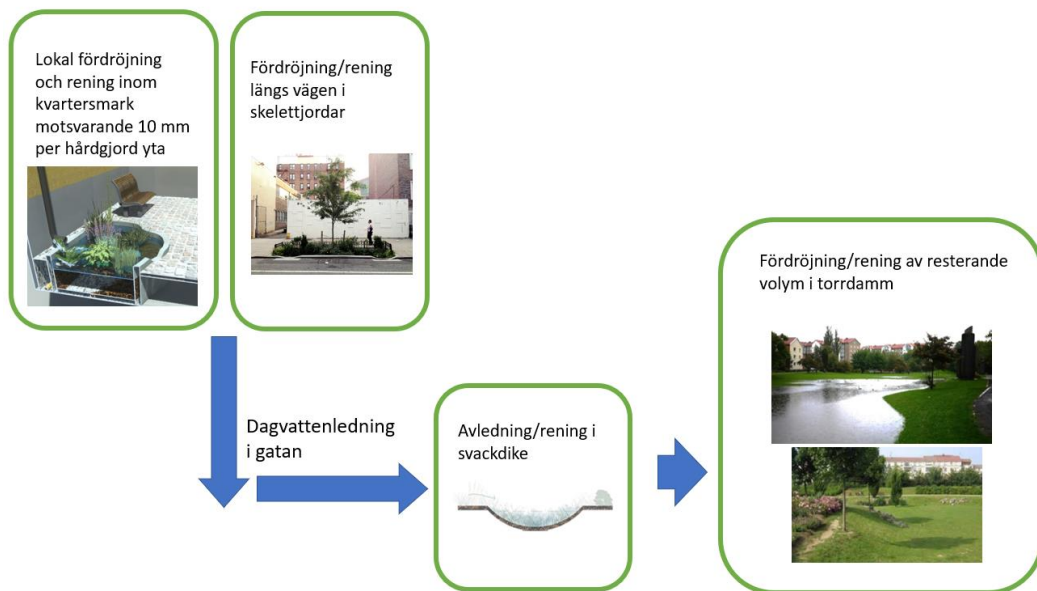 Lokal fördröjning
och rening inom
kvartersmark
motsvarande 10 mm
per hårdgjord yta
Fördröjning/rening
längs vägen i
skelettjordar
Dagvattenledning
i gatan
Avledning/rening i
svackdike
Fördröjning/rening av resterande
volym i torrdamm